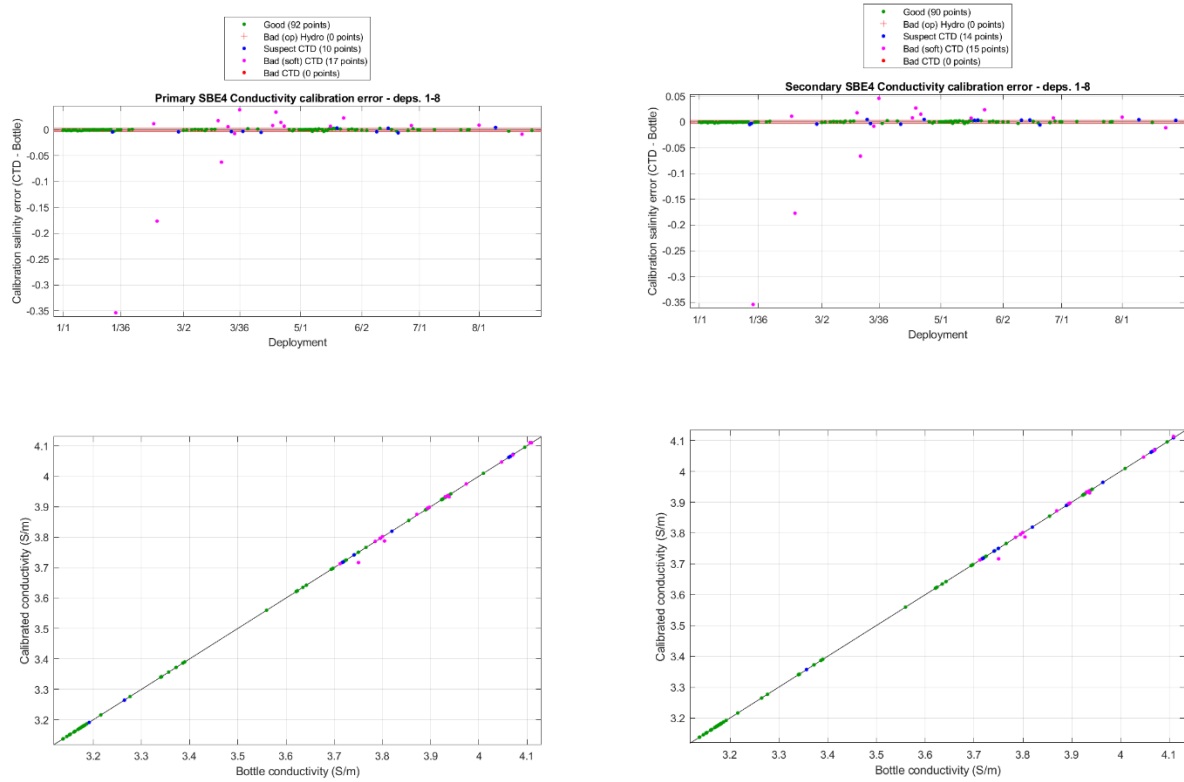 Good (92 points)
Bad (op) Hydro (0 points)
Suspect CTD (10 points)
Bad (soft) CTD (17 points)
Bad CTD (0 points)
Primary SBE4 Conductivity calibration error - deps. 1-8
Calibration salinity error (CTD - Bottle)
0
-0.05
-0.1
-0.15
-0.2
-0.25
-0.3
-0.35
1/1 1/36 3/2 3/36 5/1 6/2 7/1 8/1
Deployment
Good (90 points)
Bad (op) Hydro (0 points)
Suspect CTD (14 points)
Bad (soft) CTD (15 points)
Bad CTD (0 points)
Secondary SBE4 Conductivity calibration error - deps. 1-8
Calibration salinity error (CTD - Bottle)
0.05
0
-0.05
-0.1
-0.15
-0.2
-0.25
-0.3
-0.35
1/1 1/36 3/2 3/36 5/1 6/2 7/1 8/1
Deployment
Calibrated conductivity (S/m)
4.1
4
3.9
3.8
3.7
3.6
3.5
3.4
3.3
3.2
3.2 3.3 3.4 3.5 3.6 3.7 3.8 3.9 4 4.1
Bottle conductivity (S/m)
Calibrated conductivity (S/m)
4.1
4
3.9
3.8
3.7
3.6
3.5
3.4
3.3
3.2
3.2 3.3 3.4 3.5 3.6 3.7 3.8 3.9 4 4.1
Bottle conductivity (S/m)